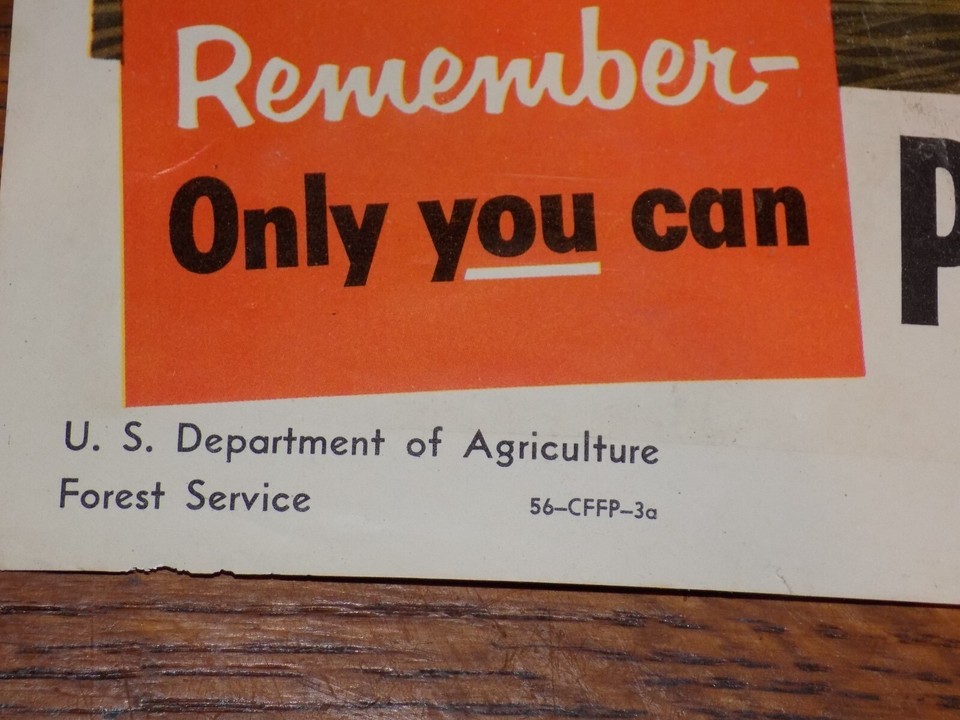 Remember-
Only you can
P
U. S. Department of Agriculture
Forest Service
56–CFFP–3a